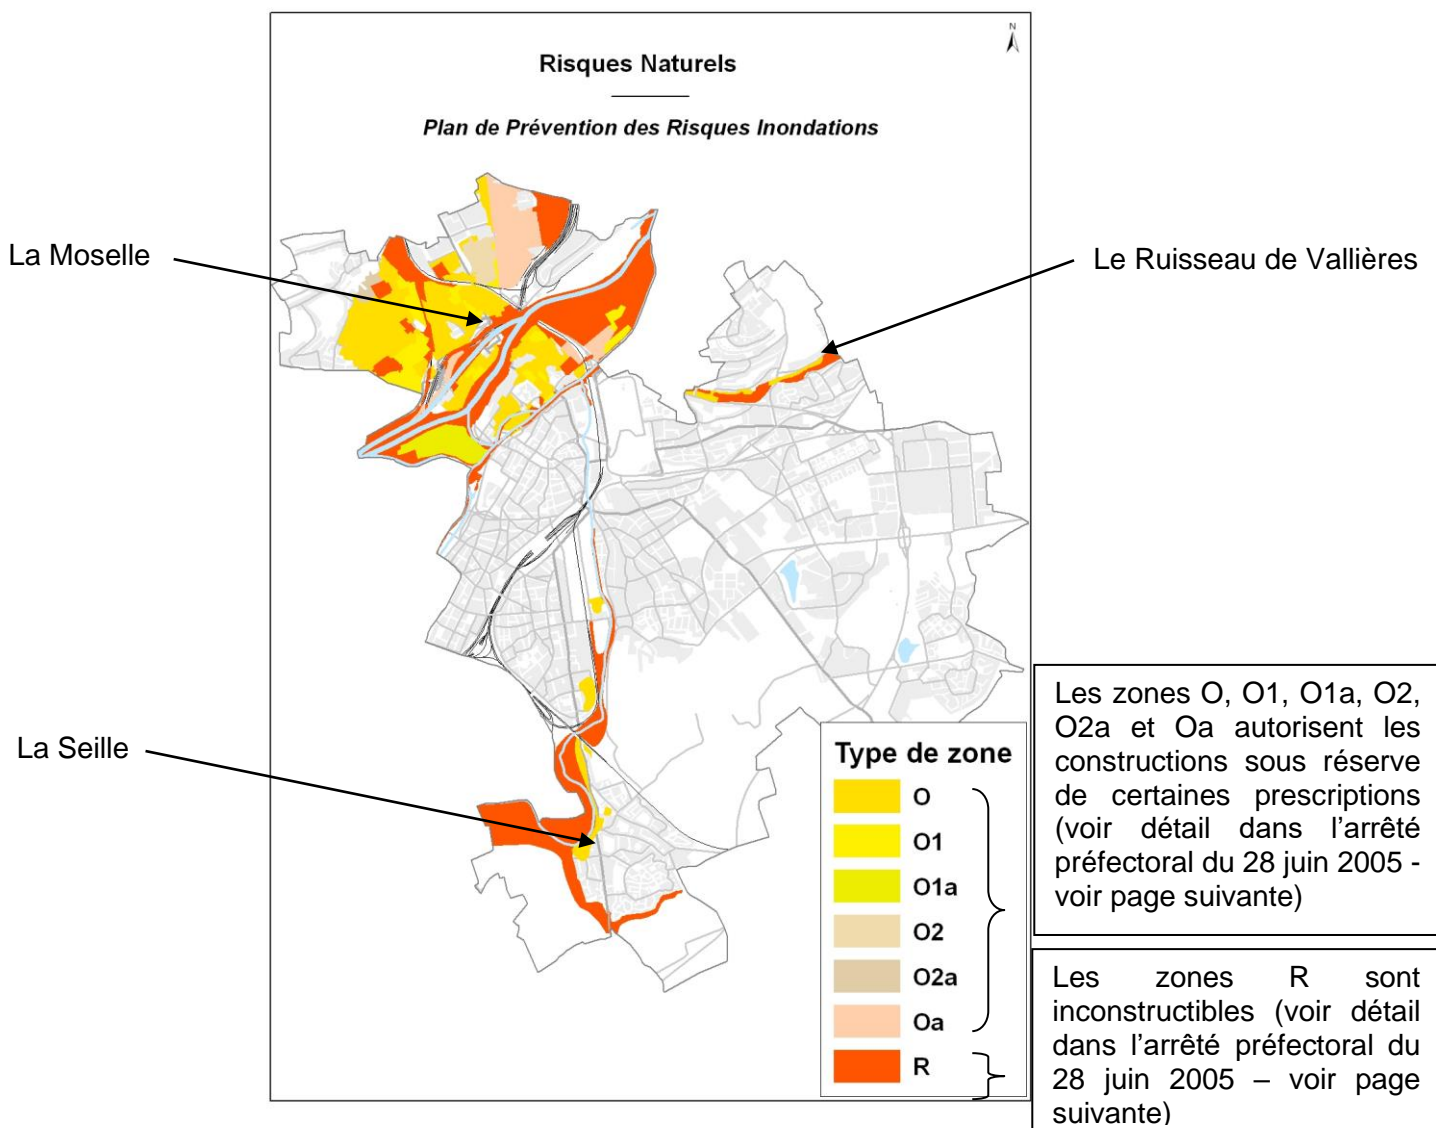 N
Risques Naturels
Plan de Prévention des Risques Inondations
La Moselle
Le Ruisseau de Vallières
La Seille
Type de zone
O
O1
O1a
O2
O2a
Oa
R
Les zones O, O1, O1a, O2,
O2a et Oa autorisent les
constructions sous réserve
de certaines prescriptions
(voir détail dans l’arrêté
préfectoral du 28 juin 2005 -
voir page suivante)
Les zones R sont
inconstructibles (voir détail
dans l’arrêté préfectoral du
28 juin 2005 – voir page
suivante)